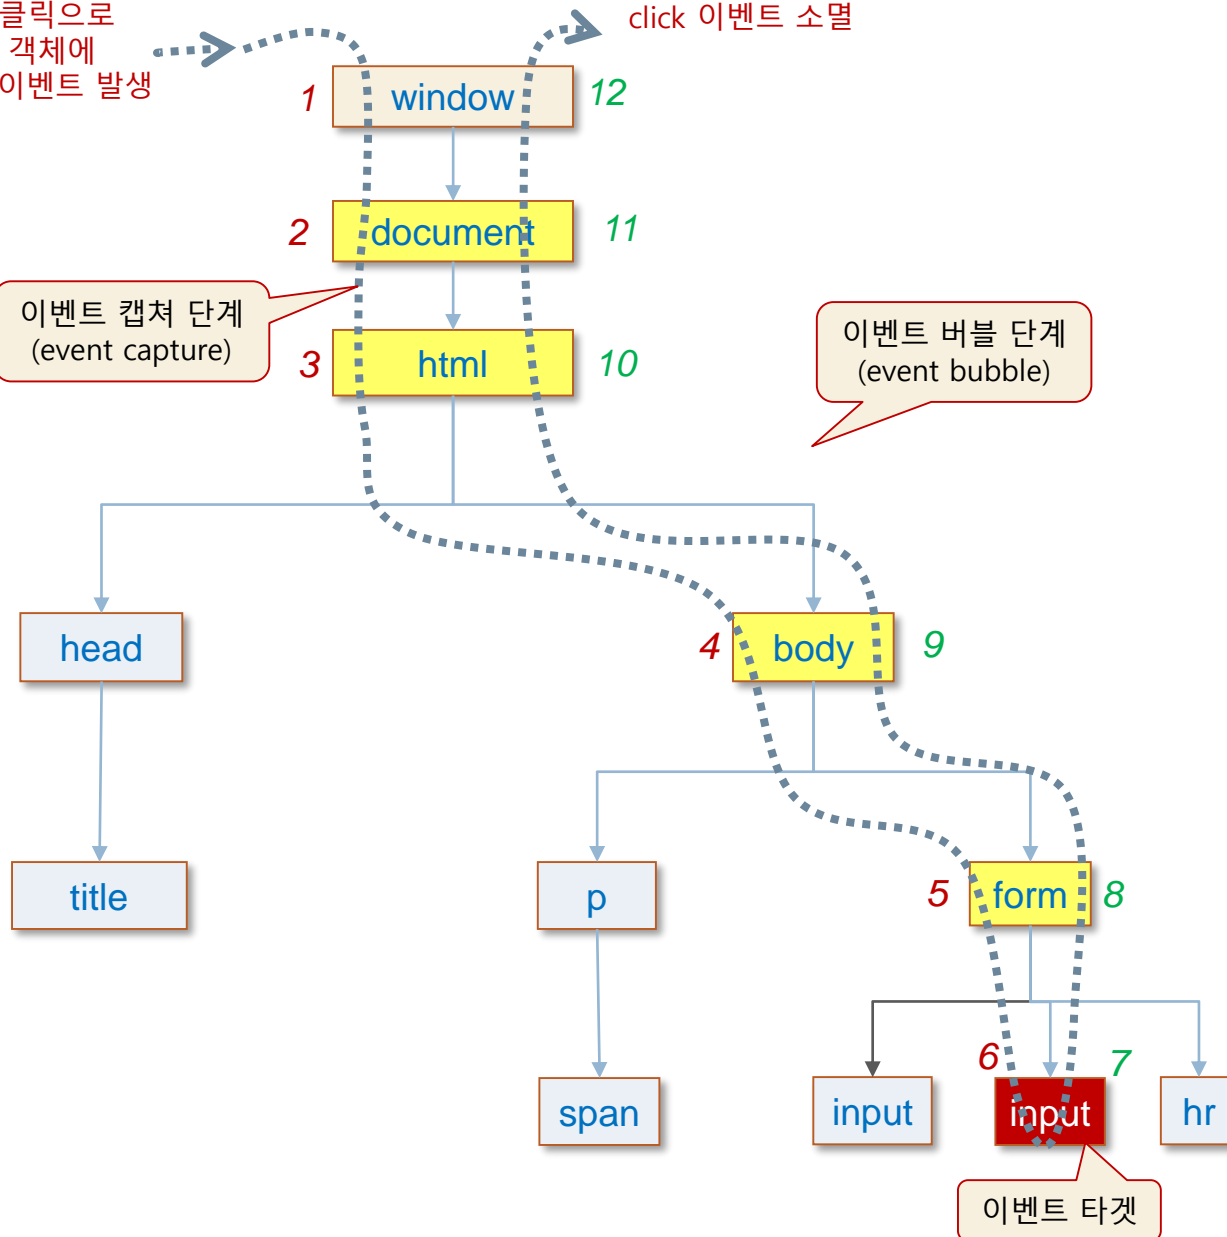 클릭으로
객체에
이벤트 발생
click 이벤트 소멸
1
window
12
2
document
11
이벤트 캡쳐 단계
(event capture)
3
html
10
이벤트 버블 단계
(event bubble)
head
4
body
9
title
p
5
form
8
6
7
span
input
input
hr
이벤트 타겟